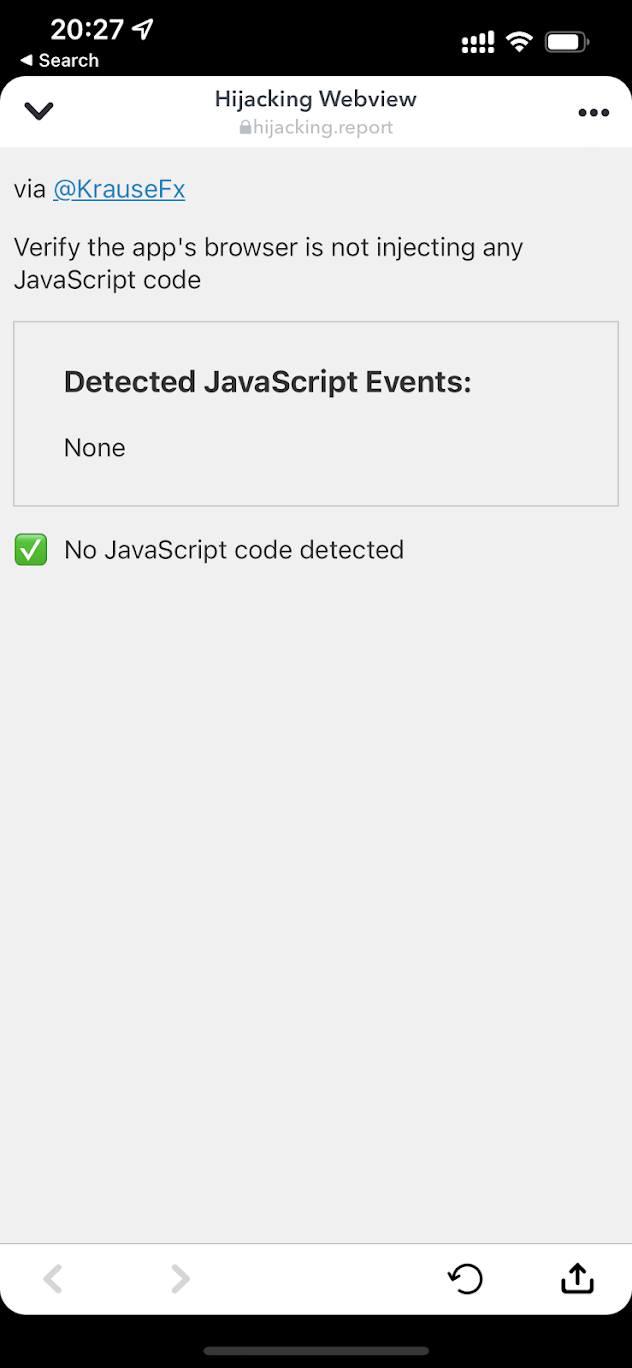 20:27
◀ Search
Hijacking Webview
hijacking.report
via @KrauseFx
Verify the app's browser is not injecting any
JavaScript code
Detected JavaScript Events:
None
✅ No JavaScript code detected